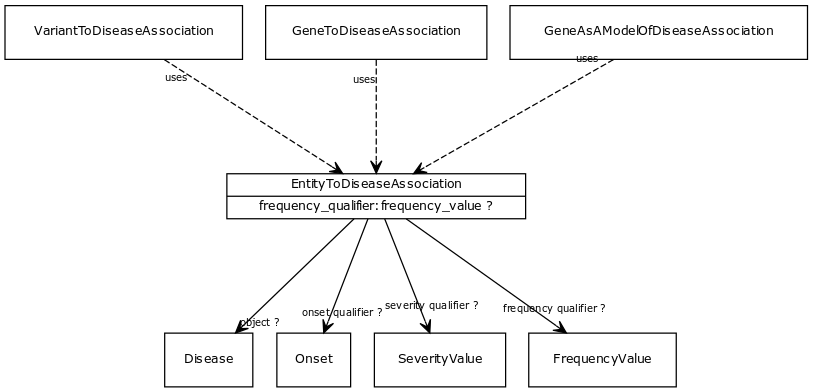 VariantToDiseaseAssociation
GeneToDiseaseAssociation
GeneAsAModelOfDiseaseAssociation
uses
uses
uses
EntityToDiseaseAssociation
frequency_qualifier:frequency_value ?
object ?
onset qualifier ?
severity qualifier ?
frequency qualifier ?
Disease
Onset
SeverityValue
FrequencyValue